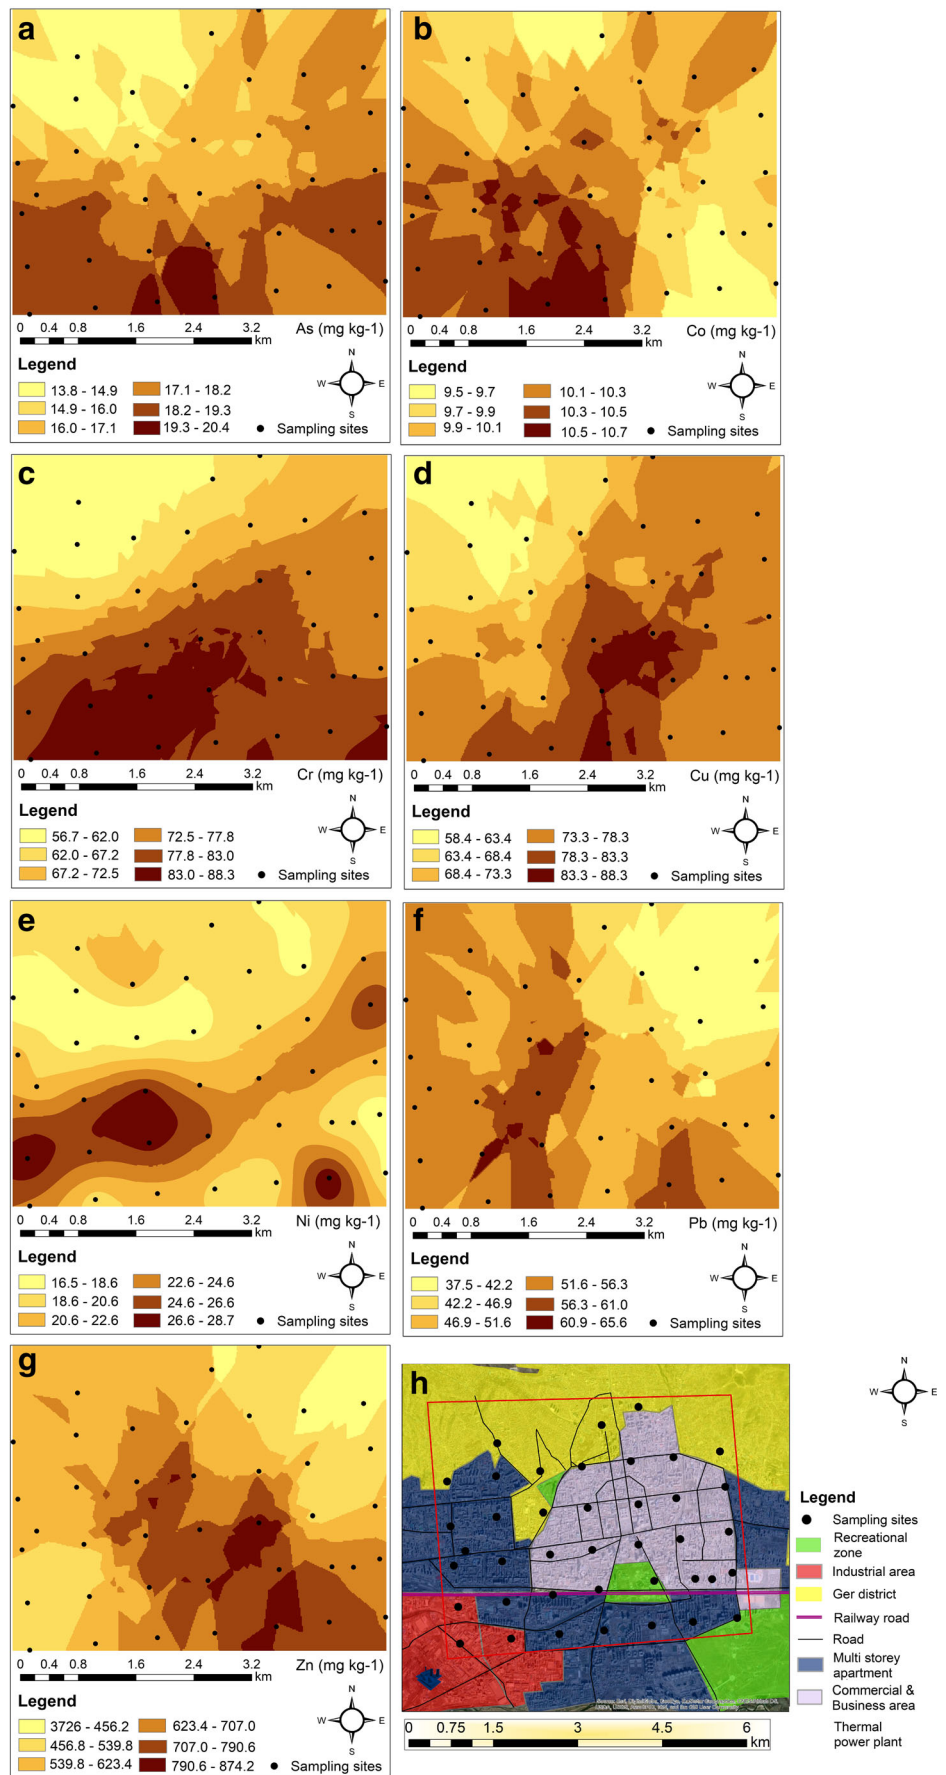 a
0 0.4 0.8 1.6 2.4 3.2
km
As (mg kg-1)
Legend
N
W E
S
13.8 - 14.9
14.9 - 16.0
16.0 - 17.1
17.1 - 18.2
18.2 - 19.3
19.3 - 20.4
Sampling sites
b
0 0.4 0.8 1.6 2.4 3.2
km
Co (mg kg-1)
Legend
N
W E
S
9.5 - 9.7
9.7 - 9.9
9.9 - 10.1
10.1 - 10.3
10.3 - 10.5
10.5 - 10.7
Sampling sites
c
0 0.4 0.8 1.6 2.4 3.2
km
Cr (mg kg-1)
Legend
N
W E
S
56.7 - 62.0
62.0 - 67.2
67.2 - 72.5
72.5 - 77.8
77.8 - 83.0
83.0 - 88.3
Sampling sites
d
0 0.4 0.8 1.6 2.4 3.2
km
Cu (mg kg-1)
Legend
N
W E
S
58.4 - 63.4
63.4 - 68.4
68.4 - 73.3
73.3 - 78.3
78.3 - 83.3
83.3 - 88.3
Sampling sites
e
0 0.4 0.8 1.6 2.4 3.2
km
Ni (mg kg-1)
Legend
N
W E
S
16.5 - 18.6
18.6 - 20.6
20.6 - 22.6
22.6 - 24.6
24.6 - 26.6
26.6 - 28.7
Sampling sites
f
0 0.4 0.8 1.6 2.4 3.2
km
Pb (mg kg-1)
Legend
N
W E
S
37.5 - 42.2
42.2 - 46.9
46.9 - 51.6
51.6 - 56.3
56.3 - 61.0
60.9 - 65.6
Sampling sites
g
0 0.4 0.8 1.6 2.4 3.2
km
Zn (mg kg-1)
Legend
N
W E
S
3726 - 456.2
456.8 - 539.8
539.8 - 623.4
623.4 - 707.0
707.0 - 790.6
790.6 - 874.2
Sampling sites
h
0 0.75 1.5 3 4.5 6
km
N
W E
S
Legend
Sampling sites
Recreational
zone
Industrial area
Ger district
Railway road
Road
Multi storey
apartment
Commercial &
Business area
Thermal
power plant